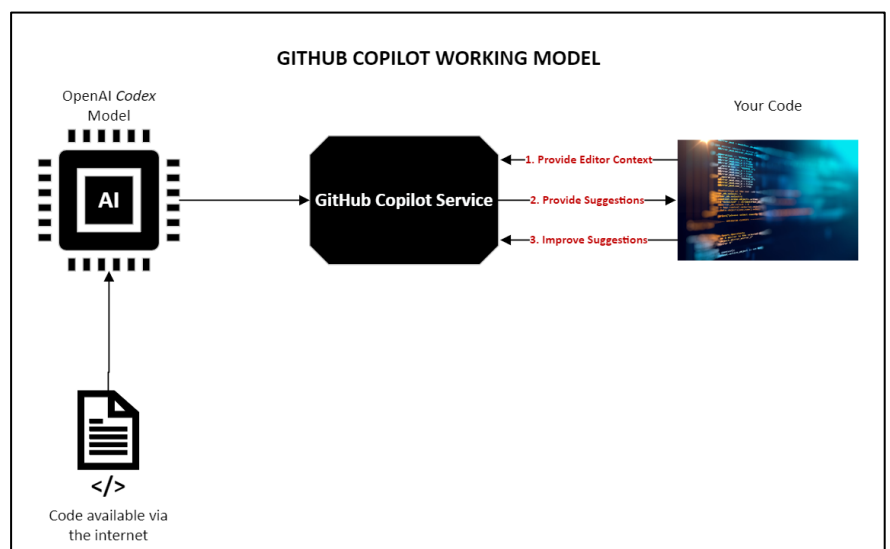 GITHUB COPILOT WORKING MODEL
OpenAI Codex
Model
Your Code
AI
GitHub Copilot Service
1. Provide Editor Context
2. Provide Suggestions
3. Improve Suggestions
</>
Code available via
the internet